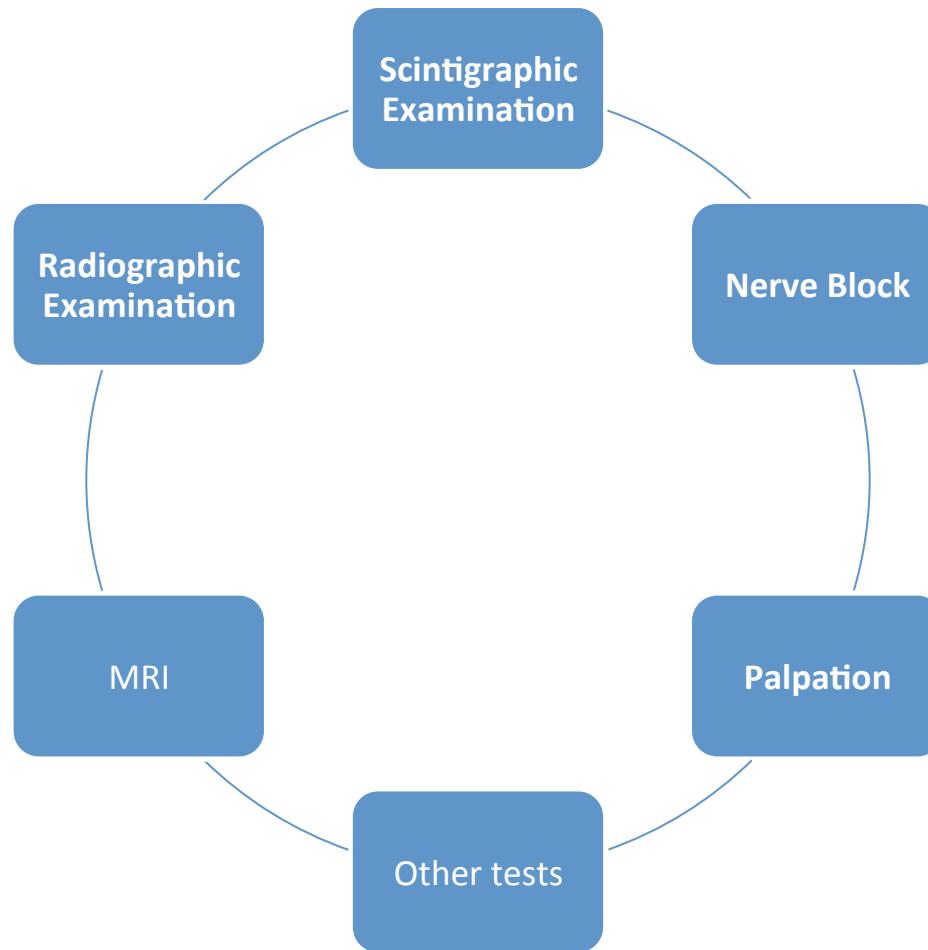 Scintigraphic
Examination
Radiographic
Examination
Nerve Block
MRI
Palpation
Other tests